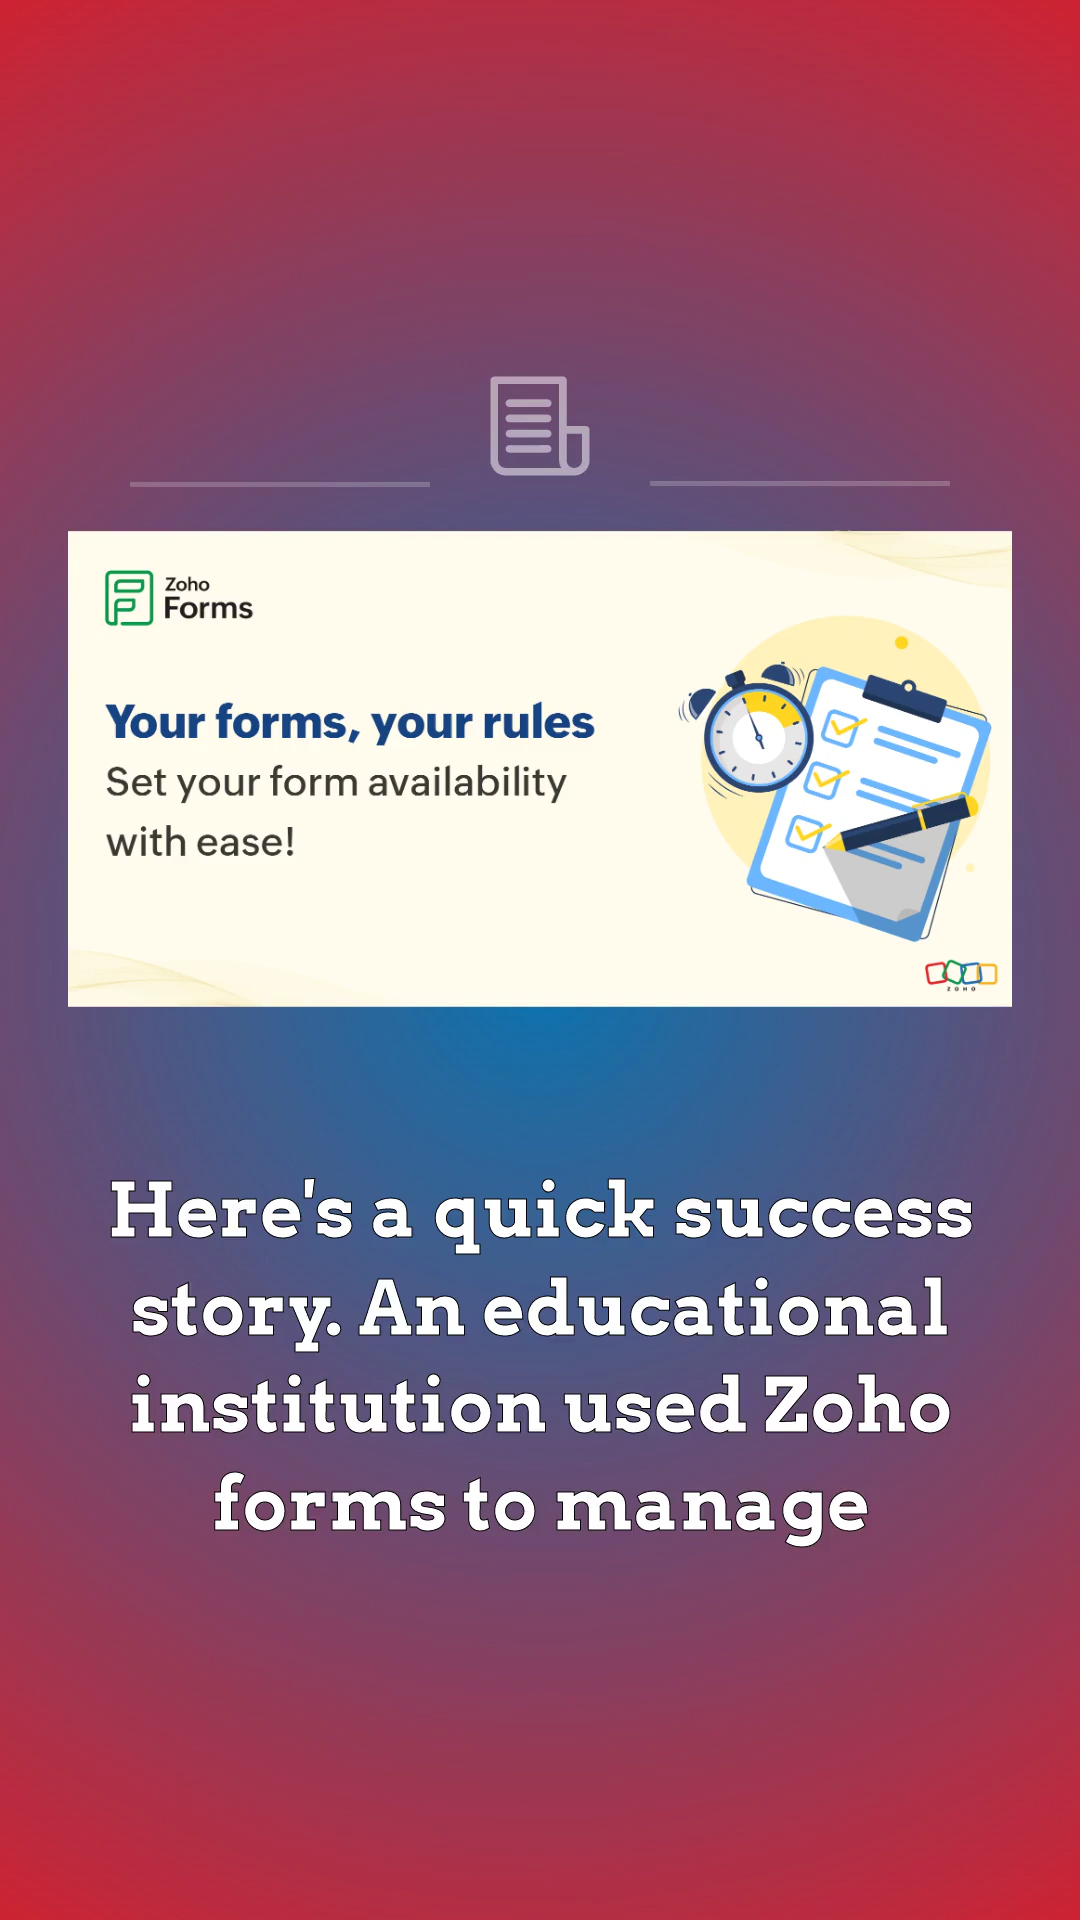 Zoho
Forms
Your forms, your rules
Set your form availability
with ease!
ZOHO
Here's a quick success
story. An educational
institution used Zoho
forms to manage